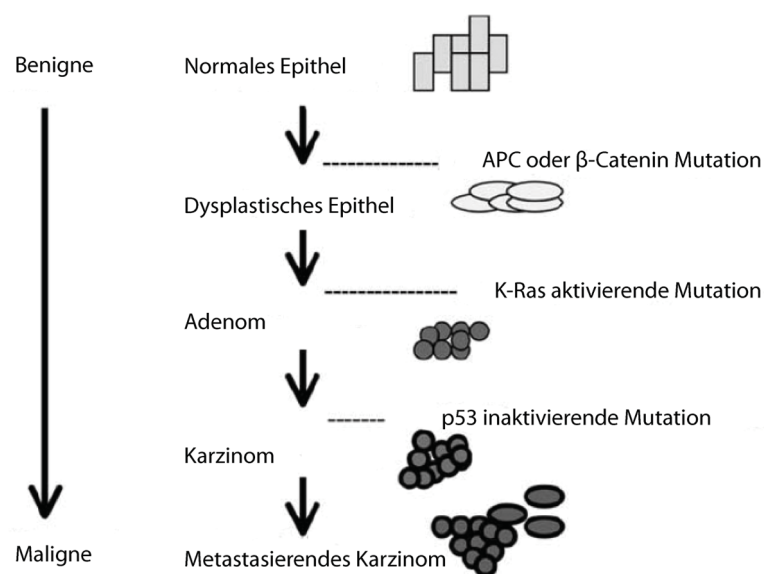 Benigne
Normales Epithel
APC oder β-Catenin Mutation
Dysplastisches Epithel
K-Ras aktivierende Mutation
Adenom
p53 inaktivierende Mutation
Karzinom
Maligne
Metastasierendes Karzinom